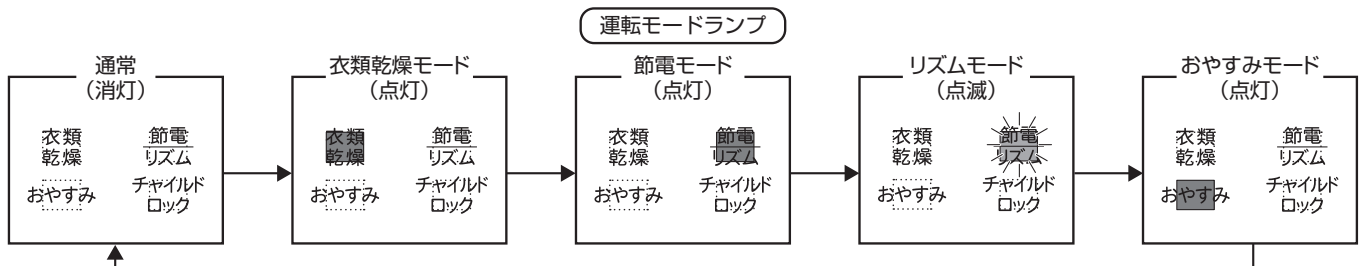 運転モードランプ
通常
(消灯)
衣類
乾燥
節電
リズム
おやすみ
チャイルド
ロック
衣類乾燥モード
(点灯)
衣類
乾燥
節電
リズム
おやすみ
チャイルド
ロック
節電モード
(点灯)
衣類
乾燥
節電
リズム
おやすみ
チャイルド
ロック
リズムモード
(点滅)
衣類
乾燥
節電
リズム
おやすみ
チャイルド
ロック
おやすみモード
(点灯)
衣類
乾燥
節電
リズム
おやすみ
チャイルド
ロック